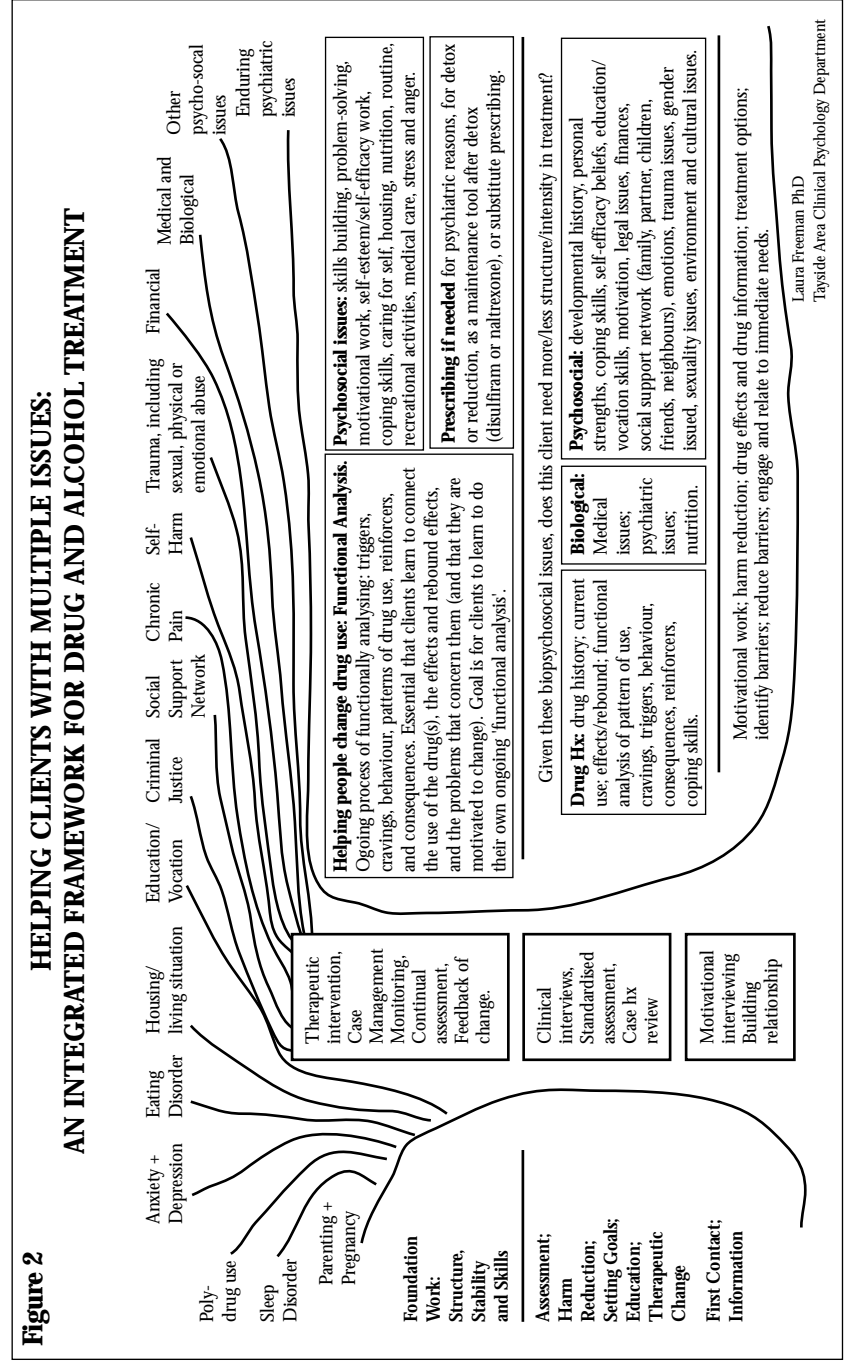 Figure 2
HELPING CLIENTS WITH MULTIPLE ISSUES:
AN INTEGRATED FRAMEWORK FOR DRUG AND ALCOHOL TREATMENT
Poly-
drug use
Sleep
Disorder
Parenting +
Pregnancy
Anxiety +
Depression
Eating
Disorder
Housing/
living situation
Education/
Vocation
Criminal
Justice
Social
Support
Network
Chronic
Pain
Self-
Harm
Trauma, including
sexual, physical or
emotional abuse
Financial
Medical and
Biological
Other
psycho-socal
issues
Enduring
psychiatric
issues
Foundation
Work:
Structure,
Stability
and Skills
Therapeutic
intervention,
Case
Management
Monitoring,
Continual
assessment,
Feedback of
change.
Helping people change drug use: Functional Analysis.
Ogoing process of functionally analysing: triggers,
cravings, behaviour, patterns of drug use, reinforcers,
and consequences. Essential that clients learn to connect
the use of the drug(s), the effects and rebound effects,
and the problems that concern them (and that they are
motivated to change). Goal is for clients to learn to do
their own ongoing 'functional analysis'.
Psychosocial issues: skills building, problem-solving,
motivational work, self-esteem/self-efficacy work,
coping skills, caring for self, housing, nutrition, routine,
recreational activities, medical care, stress and anger.
Prescribing if needed for psychiatric reasons, for detox
or reduction, as a maintenance tool after detox
(disulfiram or naltrexone), or substitute prescribing.
Assessment;
Harm
Reduction;
Setting Goals;
Education;
Therapeutic
Change
Clinical
interviews,
Standardised
assessment,
Case hx
review
Given these biopsychosocial issues, does this client need more/less structure/intensity in treatment?
Drug Hx: drug history; current
use; effects/rebound; functional
analysis of pattern of use,
cravings, triggers, behaviour,
consequences, reinforcers,
coping skills.
Biological:
Medical
issues;
psychiatric
issues;
nutrition.
Psychosocial: developmental history, personal
strengths, coping skills, self-efficacy beliefs, education/
vocation skills, motivation, legal issues, finances,
social support network (family, partner, children,
friends, neighbours), emotions, trauma issues, gender
issued, sexuality issues, environment and cultural issues.
First Contact;
Information
Motivational
interviewing
Building
relationship
Motivational work; harm reduction; drug effects and drug information; treatment options;
identify barriers; reduce barriers; engage and relate to immediate needs.
Laura Freeman PhD
Tayside Area Clinical Psychology Department